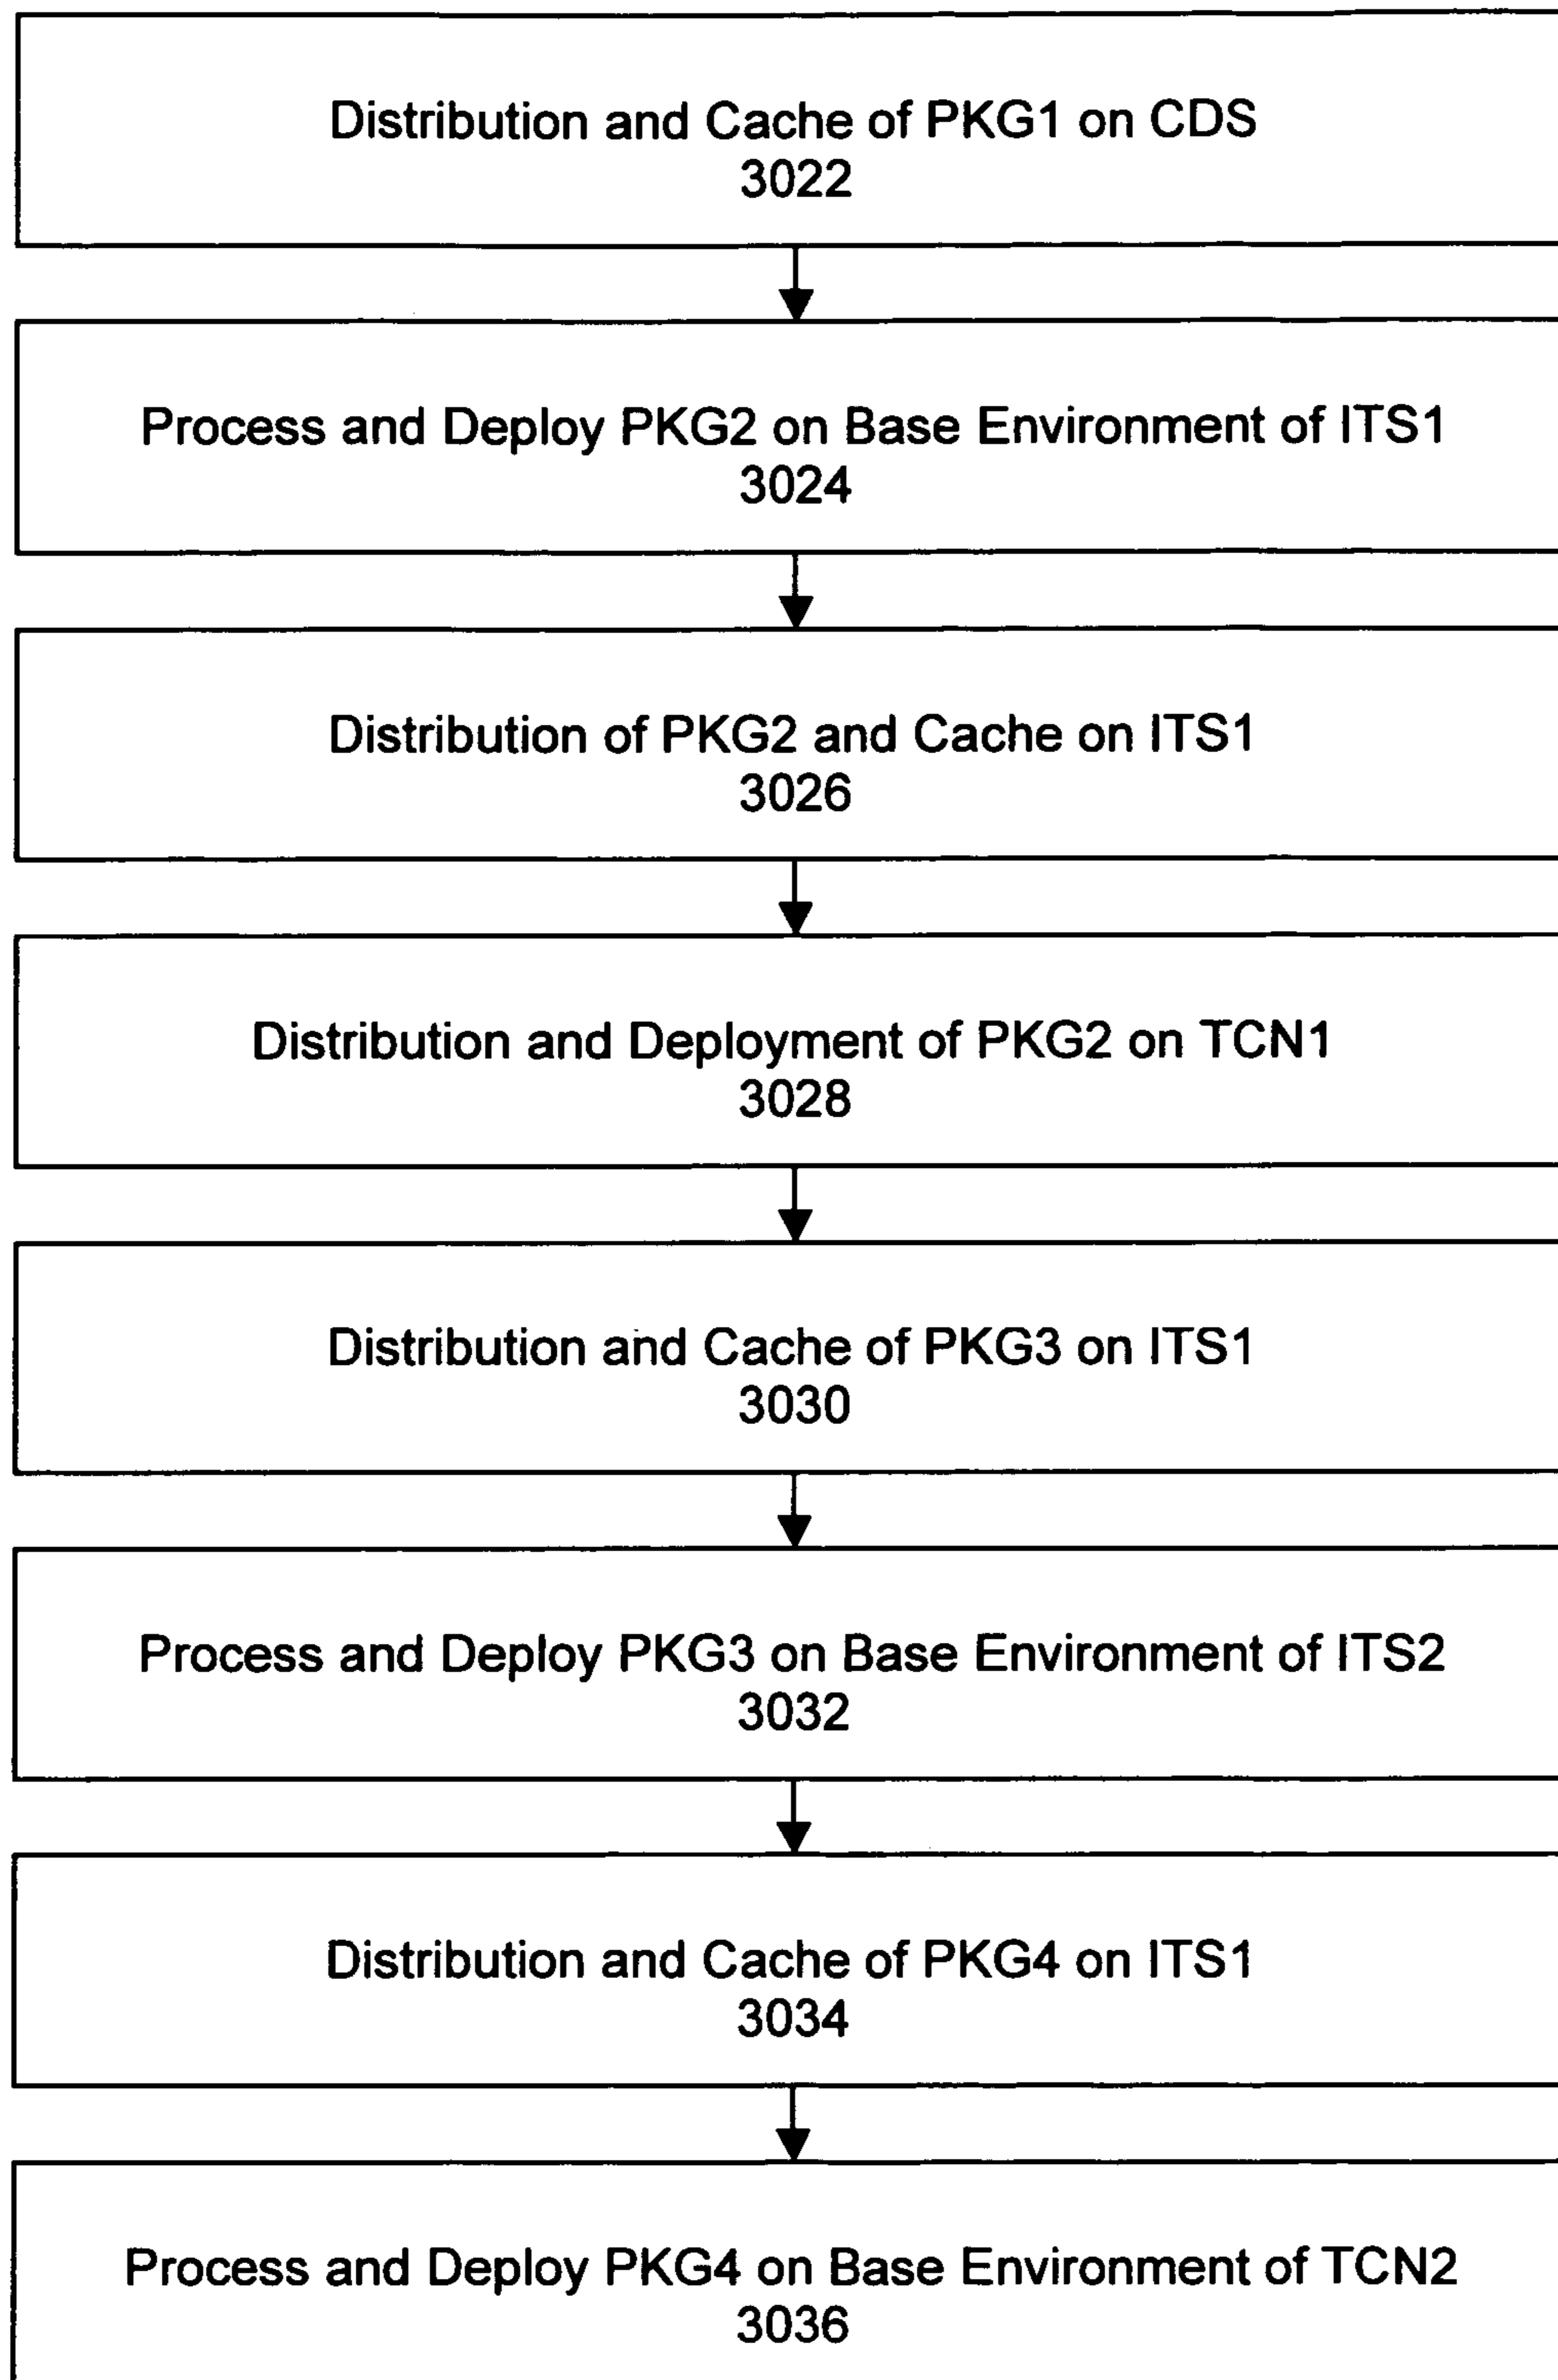 Distribution and Cache of PKG1 on CDS
3022
Process and Deploy PKG2 on Base Environment of ITS1
3024
Distribution of PKG2 and Cache on ITS1
3026
Distribution and Deployment of PKG2 on TCN1
3028
Distribution and Cache of PKG3 on ITS1
3030
Process and Deploy PKG3 on Base Environment of ITS2
3032
Distribution and Cache of PKG4 on ITS1
3034
Process and Deploy PKG4 on Base Environment of TCN2
3036